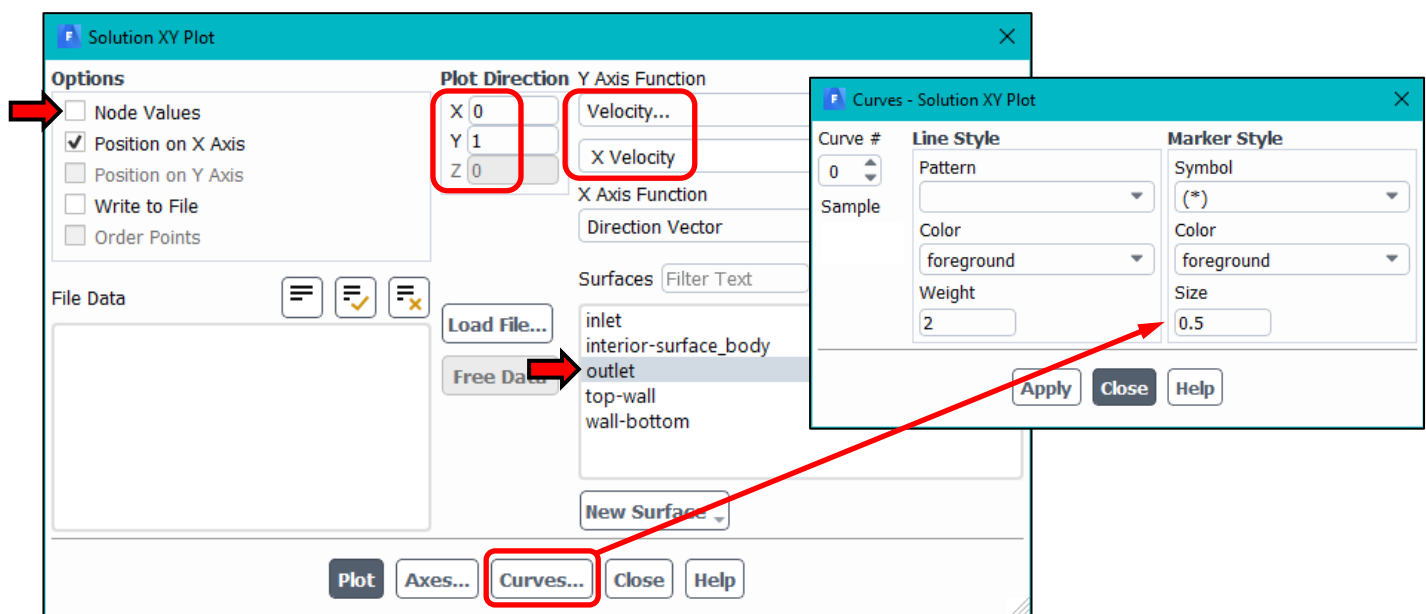 Solution XY Plot
Options
Node Values
Position on X Axis
Position on Y Axis
Write to File
Order Points
File Data
Plot Direction
X 0
Y 1
Z 0
Load File...
Free Data
Y Axis Function
Velocity...
X Velocity
X Axis Function
Direction Vector
Surfaces Filter Text
inlet
interior-surface_body
outlet
top-wall
wall-bottom
New Surface
Plot Axes... Curves... Close Help
Curves - Solution XY Plot
Curve #
0
Sample
Line Style
Pattern
Color
foreground
Weight
2
Marker Style
Symbol
(*)
Color
foreground
Size
0.5
Apply Close Help